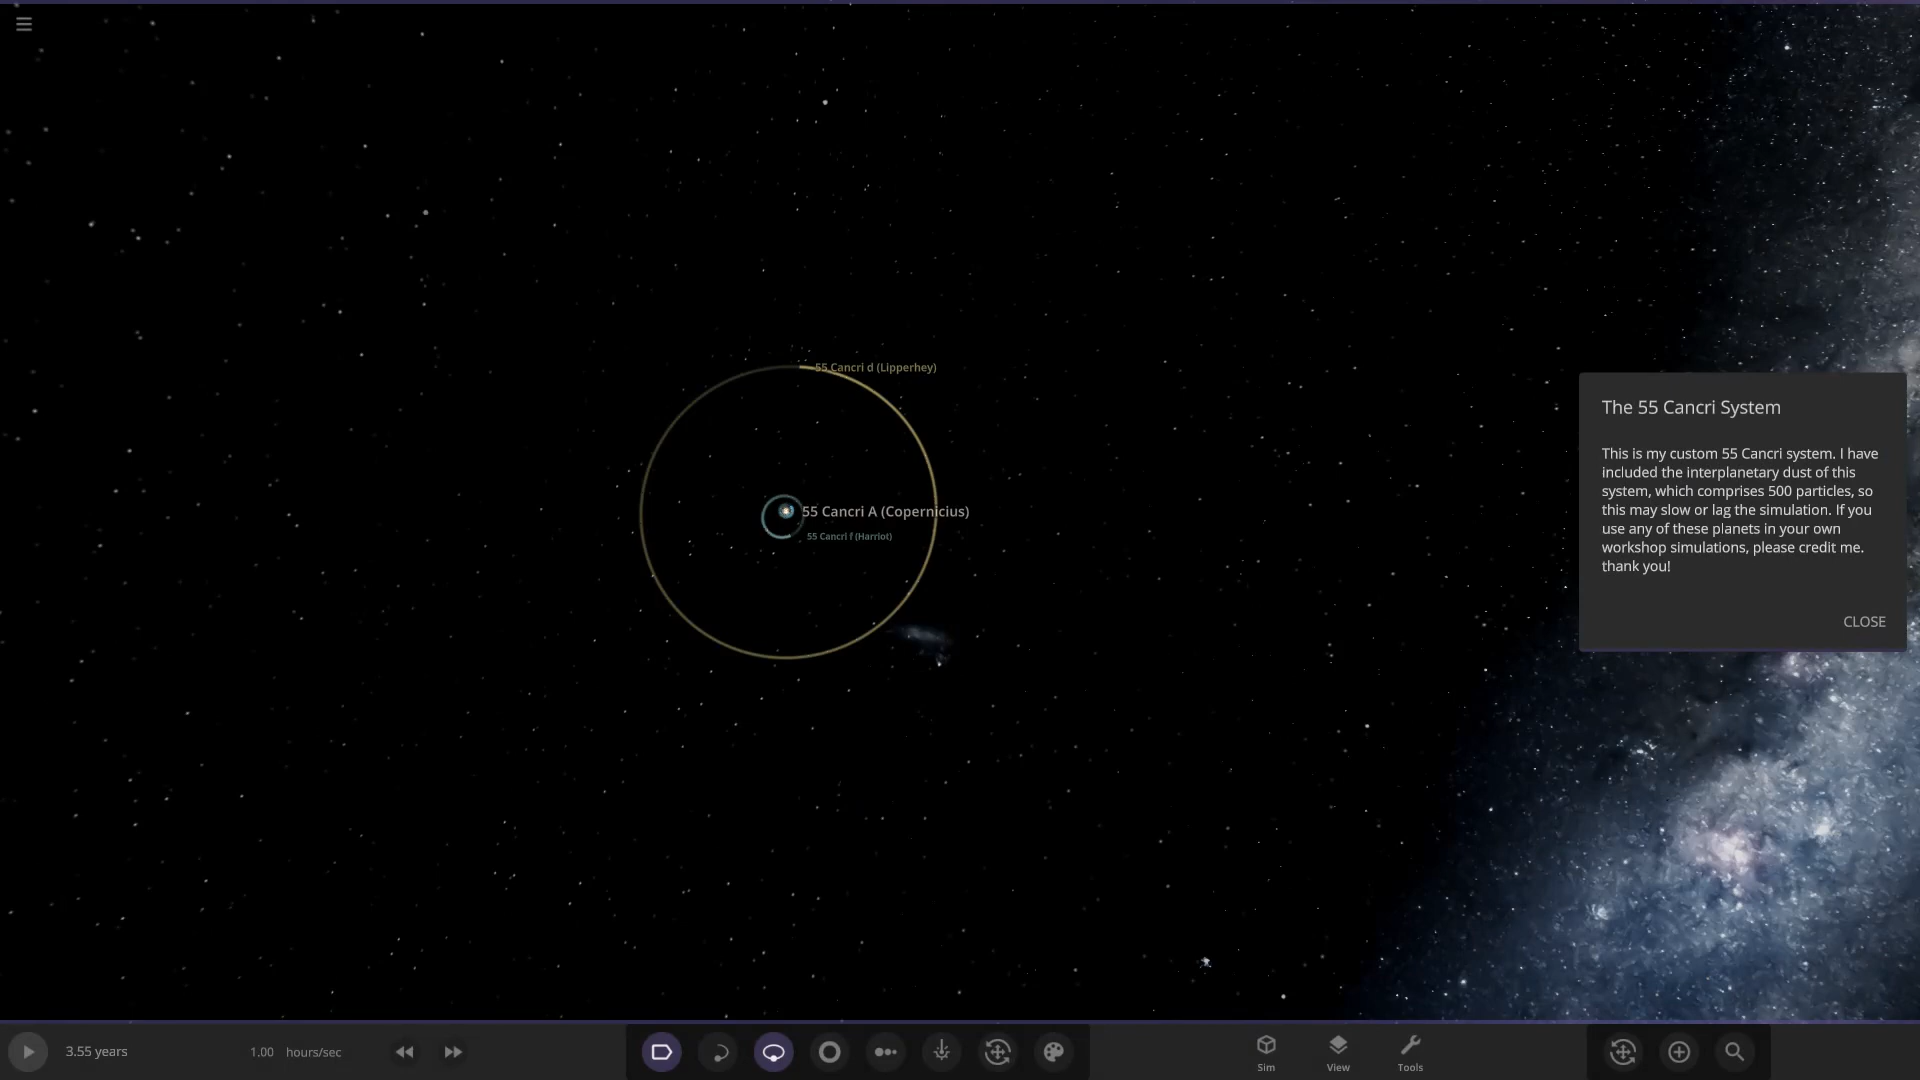 55 Cancri d (Lipperhey)
55 Cancri A (Copernicius)
55 Cancri f (Harriot)
The 55 Cancri System
This is my custom 55 Cancri system. I have
included the interplanetary dust of this
system, which comprises 500 particles, so
this may slow or lag the simulation. If you
use any of these planets in your own
workshop simulations, please credit me.
thank you!
CLOSE
3.55 years
1.00 hours/sec
Sim
View
Tools